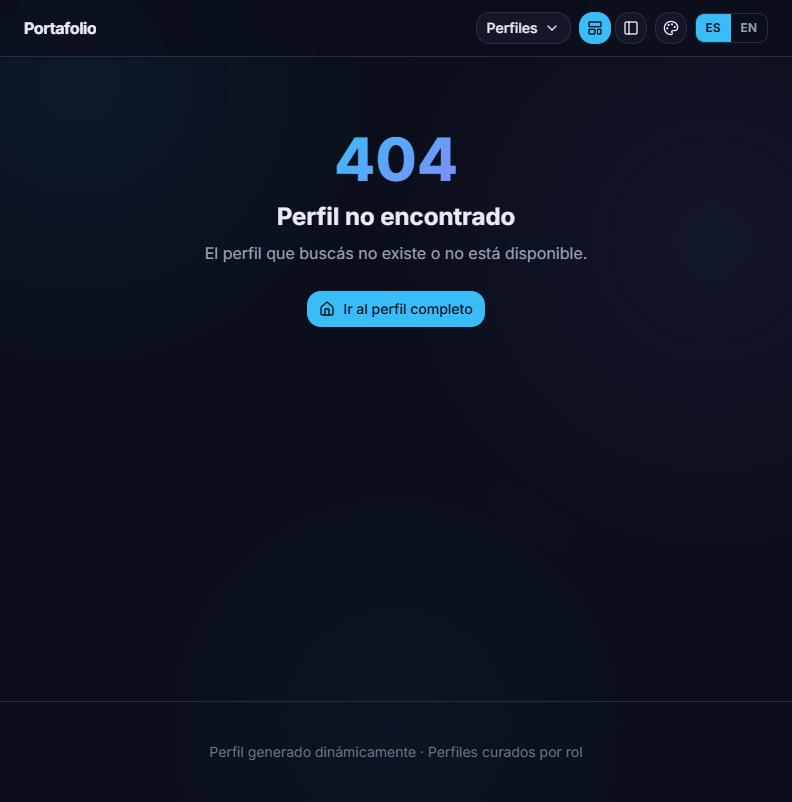 Portafolio
Perfiles
ES EN
404
Perfil no encontrado
El perfil que buscás no existe o no está disponible.
Ir al perfil completo
Perfil generado dinámicamente · Perfiles curados por rol